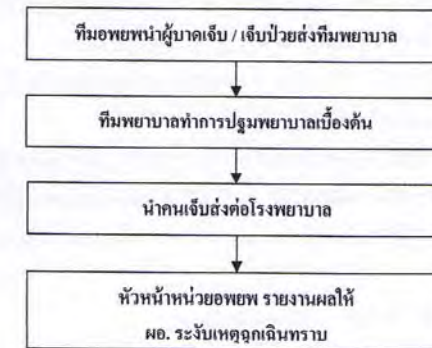 ทีมอพยพนำผู้บาดเจ็บ / เจ็บป่วยส่งทีมพยาบาล
ทีมพยาบาลทำการปฐมพยาบาลเบื้องต้น
นำคนเจ็บส่งต่อโรงพยาบาล
หัวหน้าหน่วยอพยพ รายงานผลให้
ผอ. ระงับเหตุฉุกเฉินทราบ